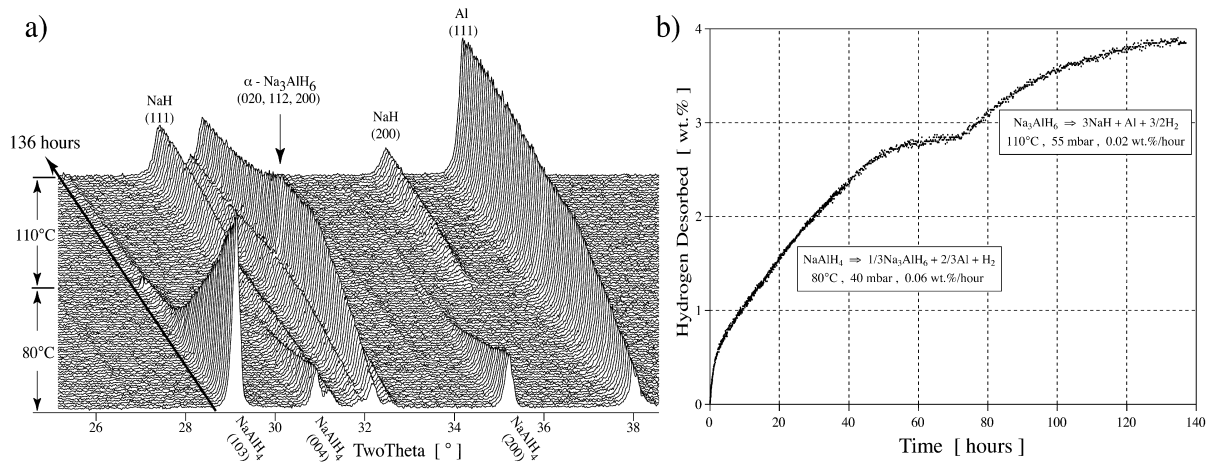 a)
Al
(111)
α - Na3AlH6
(020, 112, 200)
NaH
(111)
NaH
(200)
136 hours
110°C
80°C
26
28
30
32
34
36
38
NaAlH4
(103)
NaAlH4
(004)
TwoTheta [ ° ]
NaAlH4
(200)
b)
4
3
2
1
0
Hydrogen Desorbed [ wt.% ]
Na3AlH6 ⇒ 3NaH + Al + 3/2H2
110°C , 55 mbar , 0.02 wt.%/hour
NaAlH4 ⇒ 1/3Na3AlH6 + 2/3Al + H2
80°C , 40 mbar , 0.06 wt.%/hour
0
20
40
60
80
100
120
140
Time [ hours ]